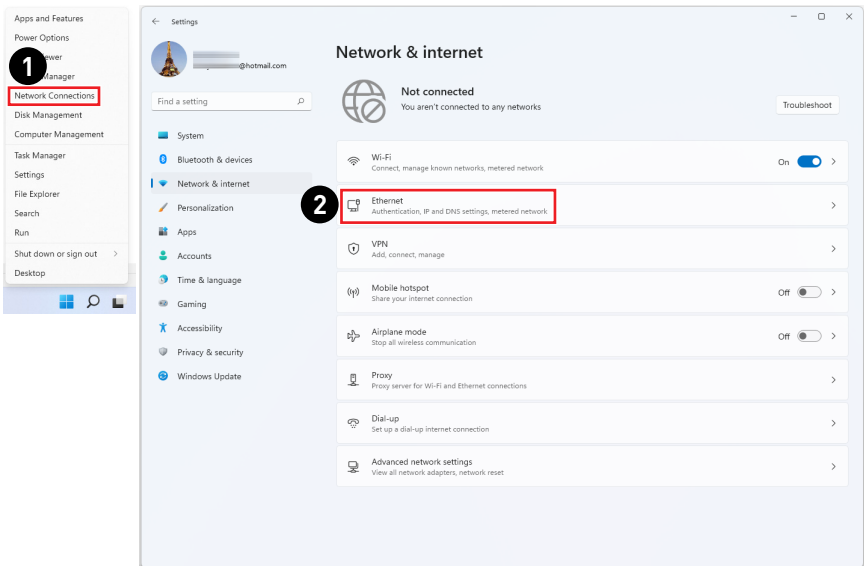 Apps and Features
Power Options
ewer
1
Manager
Network Connections
Disk Management
Computer Management
Task Manager
Settings
File Explorer
Search
Run
Shut down or sign out
Desktop
Settings
@hotmail.com
Find a setting
System
Bluetooth & devices
Network & internet
Personalization
Apps
Accounts
Time & language
Gaming
Accessibility
Privacy & security
Windows Update
Network & internet
Not connected
You aren't connected to any networks
Troubleshoot
Wi-Fi
Connect, manage known networks, metered network
On
2
Ethernet
Authentication, IP and DNS settings, metered network
VPN
Add, connect, manage
Mobile hotspot
Share your internet connection
Off
Airplane mode
Stop all wireless communication
Off
Proxy
Proxy server for Wi-Fi and Ethernet connections
Dial-up
Set up a dial-up internet connection
Advanced network settings
View all network adapters, network reset